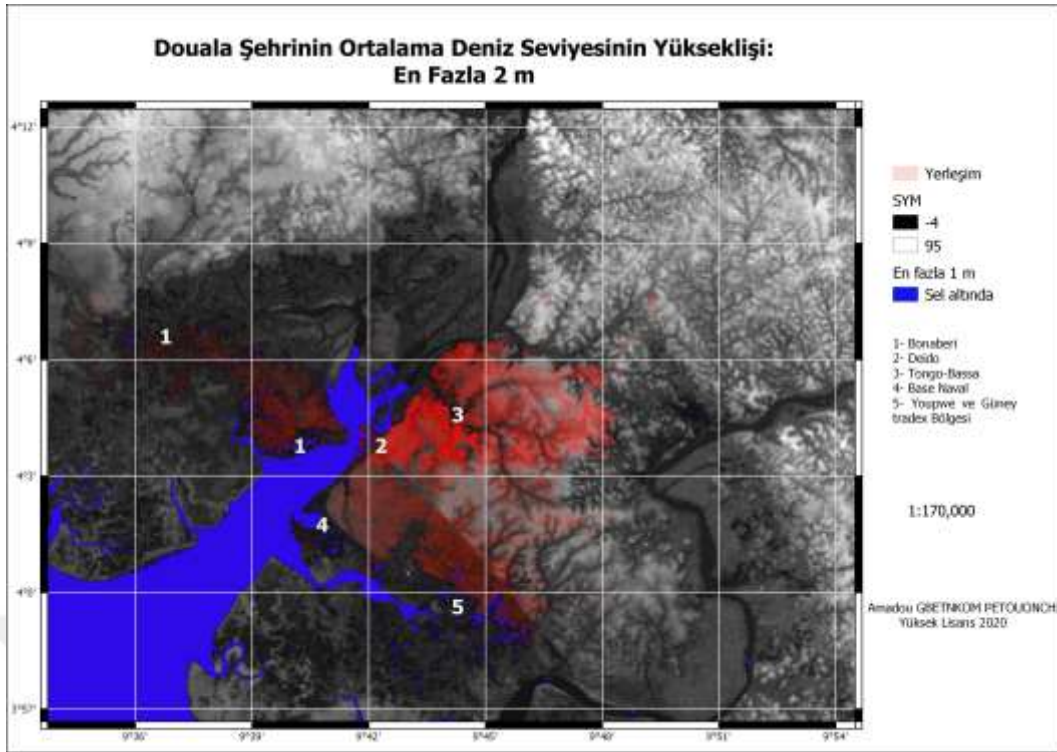 Douala Şehrinin Ortalama Deniz Seviyesinin Yükseklişi:
En Fazla 2 m
4°12'
4°9'
4°6'
4°3'
4°0'
3°57'
9°36'
9°39'
9°42'
9°45'
9°48'
9°51'
9°54'
1
1
2
3
4
5
Yerleşim
SYM
-4
95
En fazla 1 m
Sel altında
1- Bonaberi
2- Deido
3- Tongo-Bassa
4- Base Naval
5- Youpwe ve Güney
tradex Bölgesi
1:170,000
Amadou GBETNKOM
Yüksek Lisans 2020